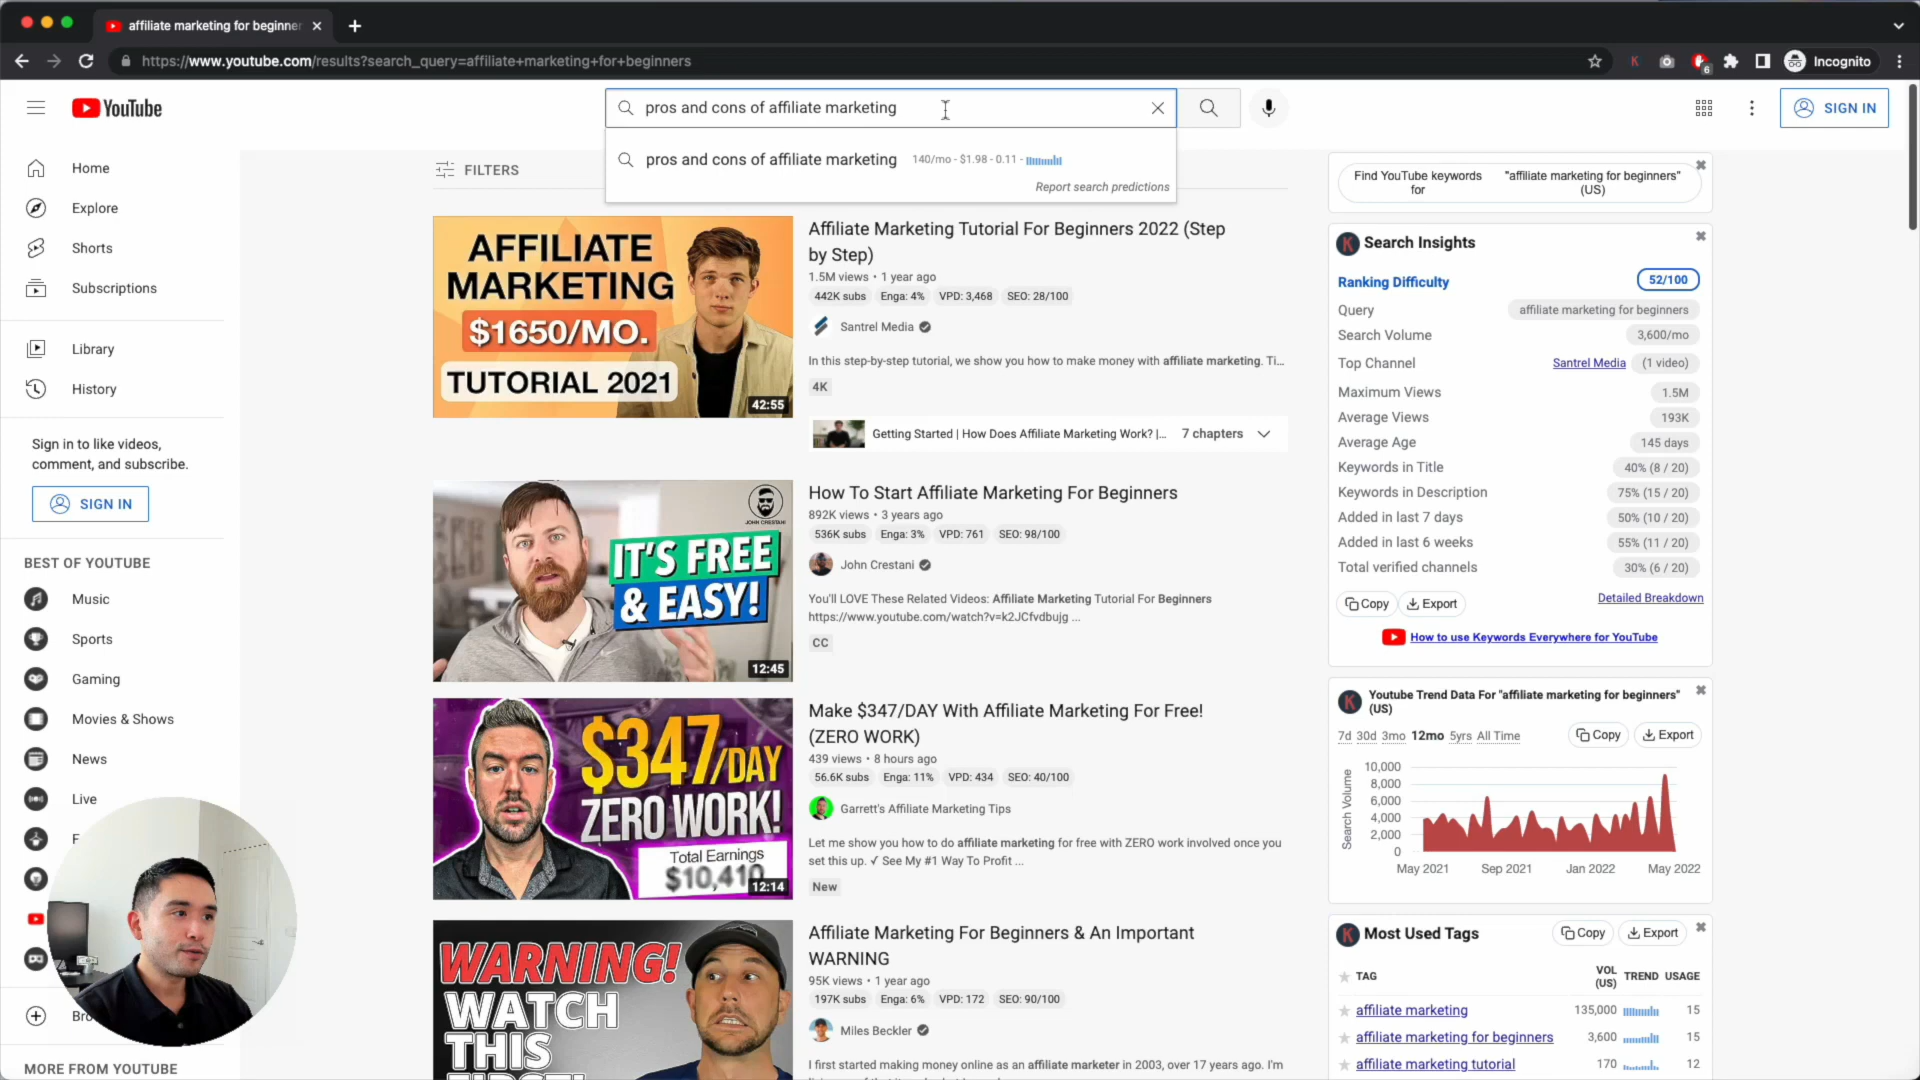 affiliate marketing for beginner
https://www.youtube.com/results?search_query=affiliate+marketing+for+beginners
6
Incognito
YouTube
pros and cons of affiliate marketing
SIGN IN
pros and cons of affiliate marketing 140/mo - $1.98 - 0.11 -
Report search predictions
Home
Explore
Shorts
Subscriptions
Library
History
Sign in to like videos,
comment, and subscribe.
SIGN IN
BEST OF YOUTUBE
Music
Sports
Gaming
Movies & Shows
News
Live
MORE FROM YOUTUBE
FILTERS
AFFILIATE
MARKETING
$1650/MO.
TUTORIAL 2021
42:55
Affiliate Marketing Tutorial For Beginners 2022 (Step
by Step)
1.5M views • 1 year ago
442K subs Enga: 4% VPD: 3,468 SEO: 28/100
Santrel Media
In this step-by-step tutorial, we show you how to make money with affiliate marketing. Ti...
4K
Getting Started | How Does Affiliate Marketing Work? |... 7 chapters
JOHN CRESTANI
IT'S FREE
& EASY!
12:45
How To Start Affiliate Marketing For Beginners
892K views • 3 years ago
536K subs Enga: 3% VPD: 761 SEO: 98/100
John Crestani
You'll LOVE These Related Videos: Affiliate Marketing Tutorial For Beginners
https://www.youtube.com/watch?v=k2JCfvdbujg ...
CC
$347/DAY
ZERO WORK!
Total Earnings
$10,410
12:14
Make $347/DAY With Affiliate Marketing For Free!
(ZERO WORK)
439 views • 8 hours ago
56.6K subs Enga: 11% VPD: 434 SEO: 40/100
Garrett's Affiliate Marketing Tips
Let me show you how to do affiliate marketing for free with ZERO work involved once you
set this up. ✓ See My #1 Way To Profit ...
New
WARNING!
WATCH
THIS
FIRST!
Affiliate Marketing For Beginners & An Important
WARNING
95K views • 1 year ago
197K subs Enga: 6% VPD: 172 SEO: 90/100
Miles Beckler
I first started making money online as an affiliate marketer in 2003, over 17 years ago. I'm
Find YouTube keywords "affiliate marketing for beginners"
for (US)
Search Insights
Ranking Difficulty 52/100
Query affiliate marketing for beginners
Search Volume 3,600/mo
Top Channel Santrel Media (1 video)
Maximum Views 1.5M
Average Views 193K
Average Age 145 days
Keywords in Title 40% (8 / 20)
Keywords in Description 75% (15 / 20)
Added in last 7 days 50% (10 / 20)
Added in last 6 weeks 55% (11 / 20)
Total verified channels 30% (6 / 20)
Copy Export Detailed Breakdown
How to use Keywords Everywhere for YouTube
Youtube Trend Data For "affiliate marketing for beginners"
(US)
7d 30d 3mo 12mo 5yrs All Time Copy Export
Search Volume
10,000
8,000
6,000
4,000
2,000
0
May 2021 Sep 2021 Jan 2022 May 2022
Most Used Tags Copy Export
TAG VOL (US) TREND USAGE
affiliate marketing 135,000 15
affiliate marketing for beginners 3,600 15
affiliate marketing tutorial 170 12